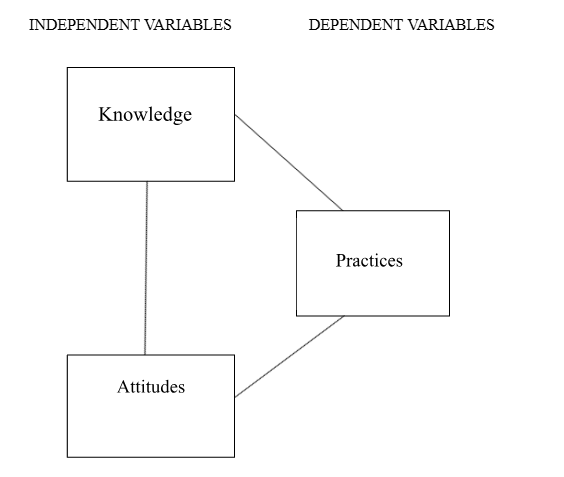 INDEPENDENT VARIABLES
DEPENDENT VARIABLES
Knowledge
Practices
Attitudes